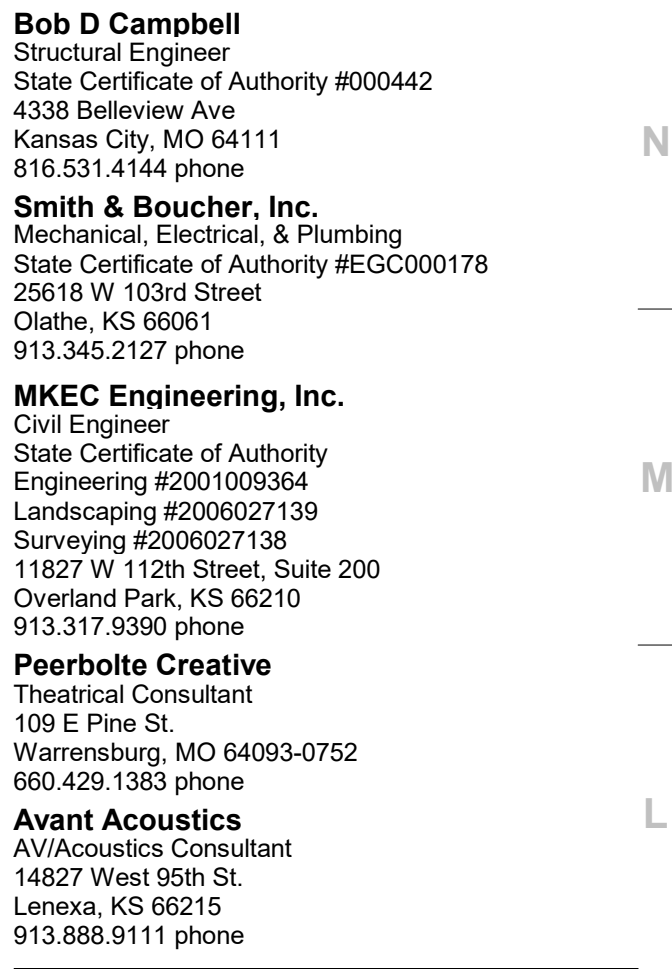 Bob D Campbell
Structural Engineer
State Certificate of Authority #000442
4338 Belleview Ave
Kansas City, MO 64111
816.531.4144 phone
Smith & Boucher, Inc.
Mechanical, Electrical, & Plumbing
State Certificate of Authority #EGC000178
25618 W 103rd Street
Olathe, KS 66061
913.345.2127 phone
MKEC Engineering, Inc.
Civil Engineer
State Certificate of Authority
Engineering #2001009364
Landscaping #2006027139
Surveying #2006027138
11827 W 112th Street, Suite 200
Overland Park, KS 66210
913.317.9390 phone
Peerbolte Creative
Theatrical Consultant
109 E Pine St.
Warrensburg, MO 64093-0752
660.429.1383 phone
Avant Acoustics
AV/Acoustics Consultant
14827 West 95th St.
Lenexa, KS 66215
913.888.9111 phone
N
M
L